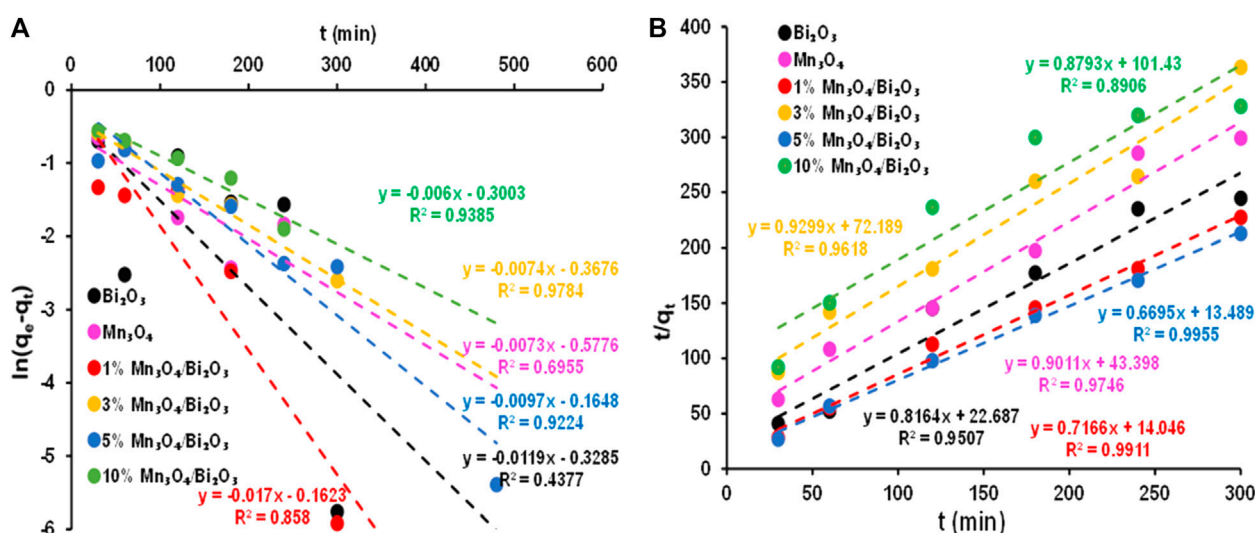 A
t (min)
0 100 200 300 400 500 600
0
-1
-2
-3
-4
-5
-6
ln(qₑ-qₜ)
y = -0.006x - 0.3003
R² = 0.9385
y = -0.0074x - 0.3676
R² = 0.9784
y = -0.0073x - 0.5776
R² = 0.6955
y = -0.0097x - 0.1648
R² = 0.9224
y = -0.0119x - 0.3285
R² = 0.4377
y = -0.017x - 0.1623
R² = 0.858
Bi₂O₃
Mn₃O₄
1% Mn₃O₄/Bi₂O₃
3% Mn₃O₄/Bi₂O₃
5% Mn₃O₄/Bi₂O₃
10% Mn₃O₄/Bi₂O₃
B
400
350
300
250
200
150
100
50
0
t/qₜ
Bi₂O₃
Mn₃O₄
1% Mn₃O₄/Bi₂O₃
3% Mn₃O₄/Bi₂O₃
5% Mn₃O₄/Bi₂O₃
10% Mn₃O₄/Bi₂O₃
y = 0.8793x + 101.43
R² = 0.8906
y = 0.9299x + 72.189
R² = 0.9618
y = 0.6695x + 13.489
R² = 0.9955
y = 0.9011x + 43.398
R² = 0.9746
y = 0.8164x + 22.687
R² = 0.9507
y = 0.7166x + 14.046
R² = 0.9911
0 50 100 150 200 250 300
t (min)